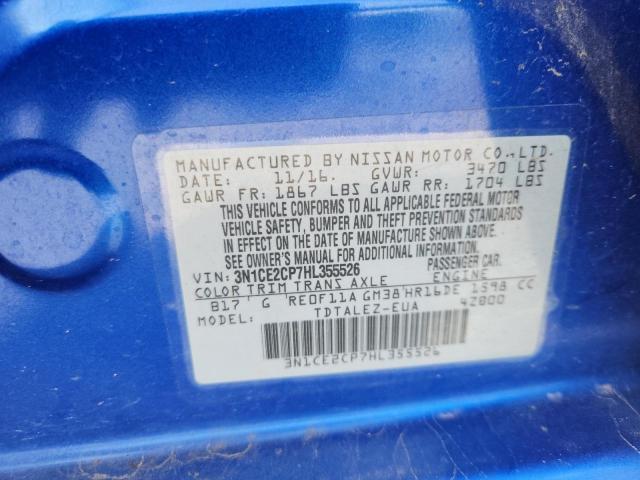 MANUFACTURED BY NISSAN MOTOR CO., LTD.
DATE: 11/16. GVWR: 3470 LBS
GAWR FR: 1867 LBS GAWR RR: 1704 LBS
THIS VEHICLE CONFORMS TO ALL APPLICABLE FEDERAL MOTOR
VEHICLE SAFETY, BUMPER AND THEFT PREVENTION STANDARDS
IN EFFECT ON THE DATE OF MANUFACTURE SHOWN ABOVE.
SEE OWNER'S MANUAL FOR ADDITIONAL INFORMATION.
VIN: 3N1CE2CP7HL355526 PASSENGER CAR.
COLOR TRIM TRANS AXLE ENGINE
B17' G RE0F11A GM38'HR16DE 1598 CC
MODEL: TDTALEZ-EUA 42800
3N1CE2CP7HL355526